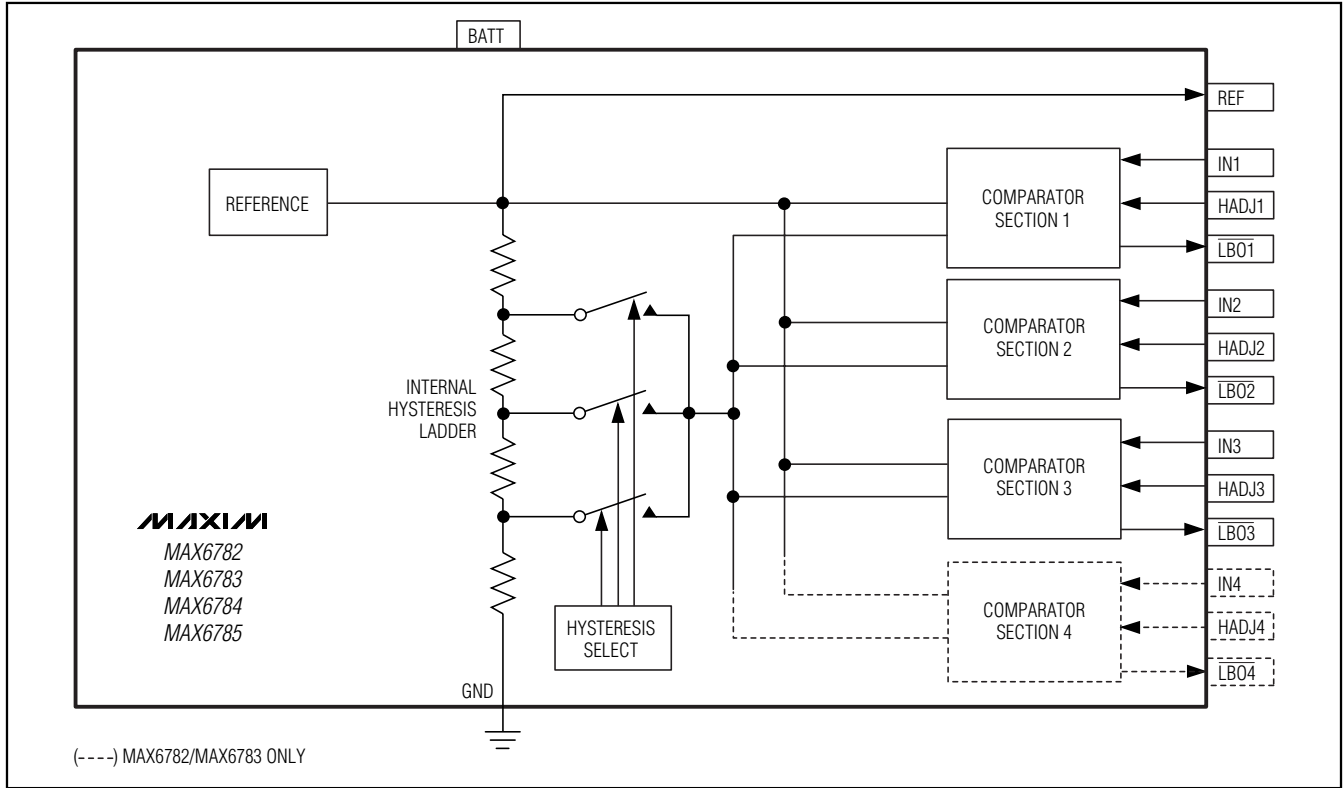 BATT
REF
REFERENCE
COMPARATOR
SECTION 1
IN1
HADJ1
LBO1
COMPARATOR
SECTION 2
IN2
HADJ2
LBO2
INTERNAL
HYSTERESIS
LADDER
COMPARATOR
SECTION 3
IN3
HADJ3
LBO3
MAXIM
MAX6782
MAX6783
MAX6784
MAX6785
HYSTERESIS
SELECT
COMPARATOR
SECTION 4
IN4
HADJ4
LBO4
GND
(----) MAX6782/MAX6783 ONLY